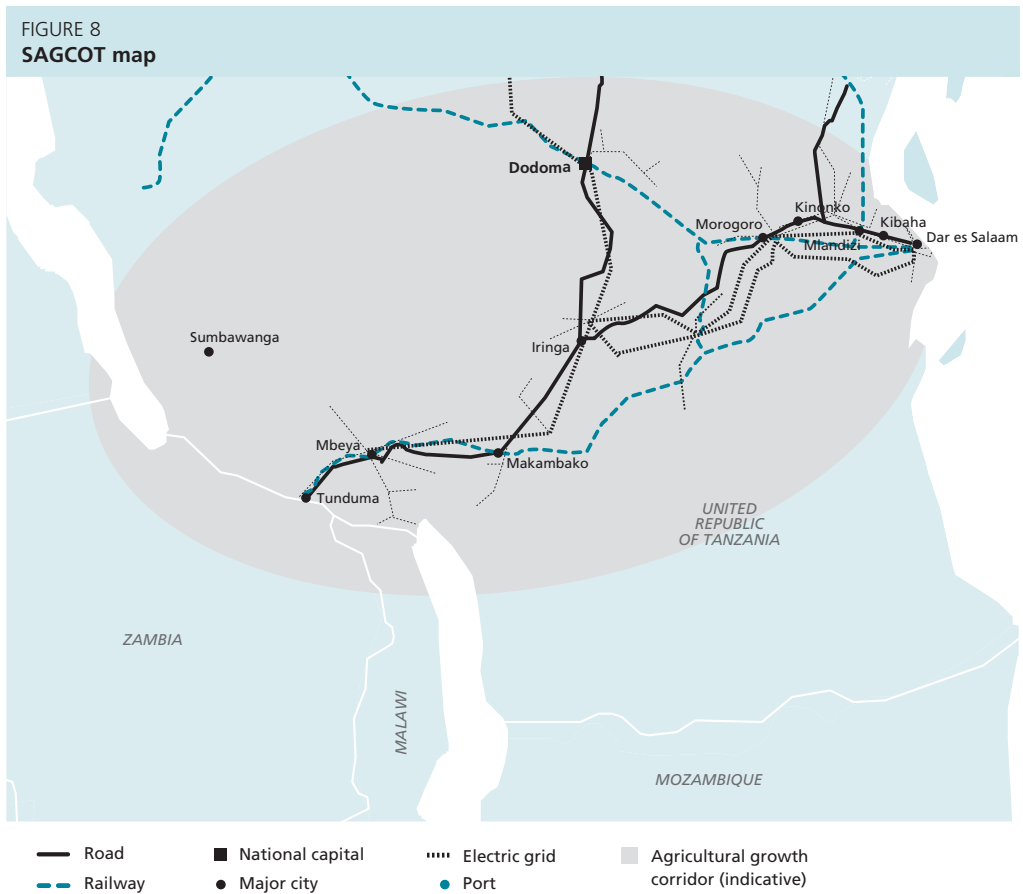 FIGURE 8
SAGCOT map
Dodoma
Kinonko
Morogoro
Kibaha
Mlandizi
Dar es Salaam
Sumbawanga
Iringa
Mbeya
Makambako
Tunduma
UNITED
REPUBLIC
OF TANZANIA
ZAMBIA
MALAWI
MOZAMBIQUE
Road
National capital
Electric grid
Agricultural growth
corridor (indicative)
Railway
Major city
Port